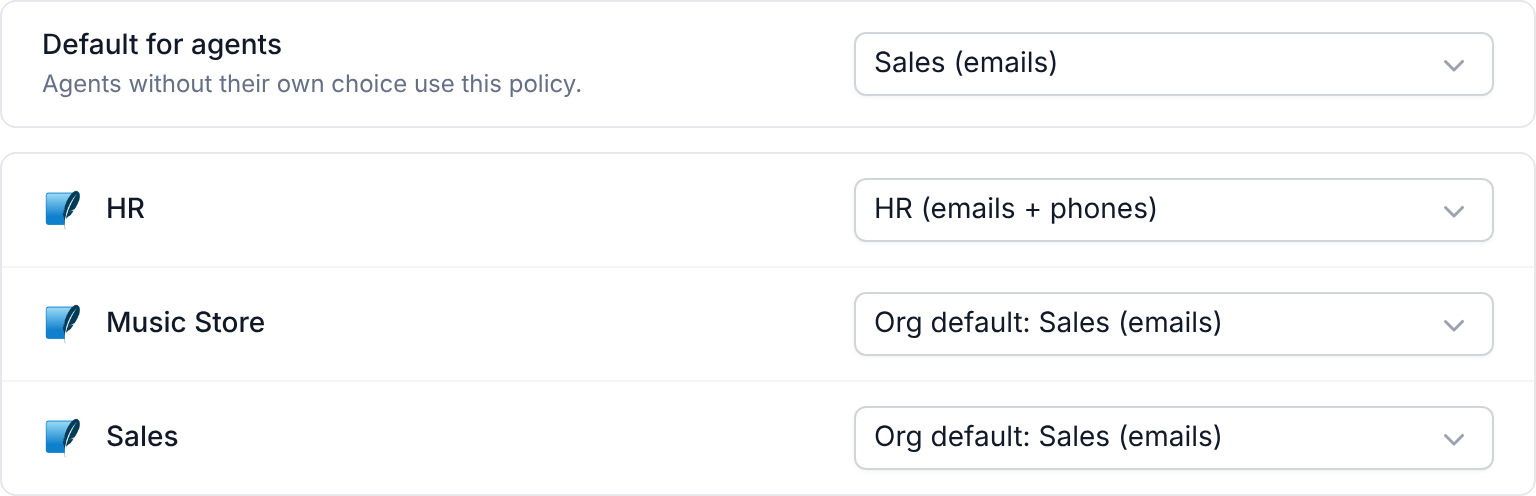 Default for agents
Agents without their own choice use this policy.
Sales (emails)
HR
HR (emails + phones)
Music Store
Org default: Sales (emails)
Sales
Org default: Sales (emails)